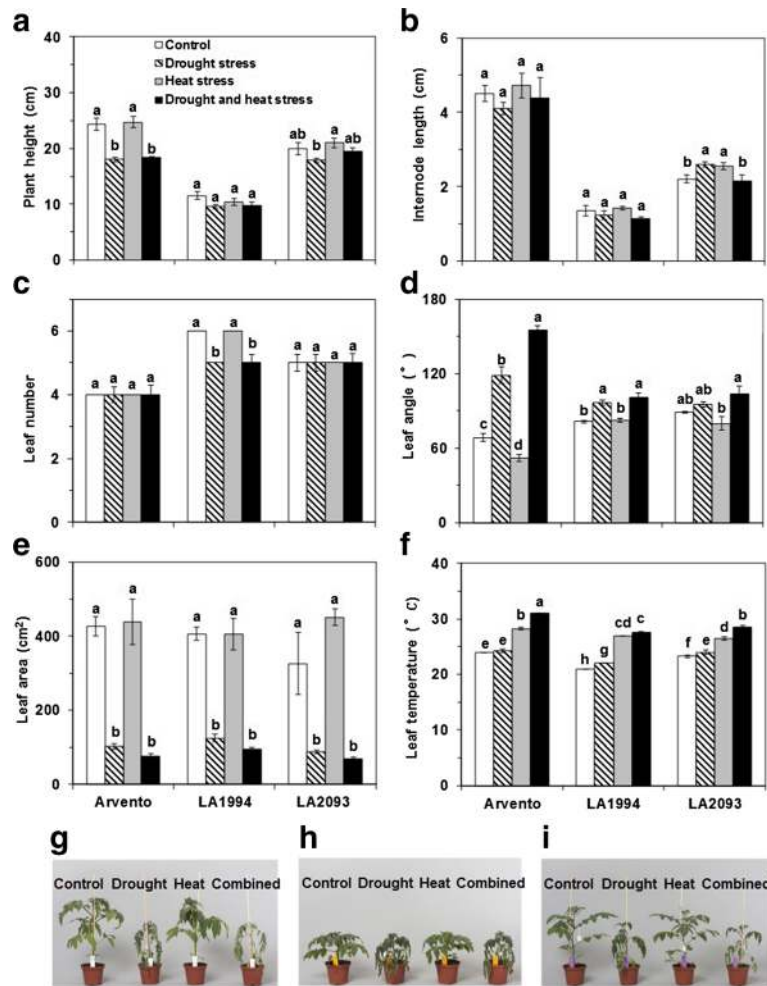 a
b
40
Control
Drought stress
Heat stress
Drought and heat stress
30
20
10
0
Plant height (cm)
a b a b
a a a a
ab b a ab
6
4
2
0
Internode length (cm)
a a a a
a a a a
b a a b
c
d
6
4
2
0
Leaf number
a a a a
a b a b
a a a a
180
120
60
0
Leaf angle (°)
c b d a
b a b a
ab ab b a
e
f
600
400
200
0
Leaf area (cm²)
a b a b
a b a b
a b a b
Arvento LA1994 LA2093
40
30
20
10
0
Leaf temperature (°C)
e e b a
h g cd c
f e d b
Arvento LA1994 LA2093
g
h
i
Control Drought Heat Combined
Control Drought Heat Combined
Control Drought Heat Combined